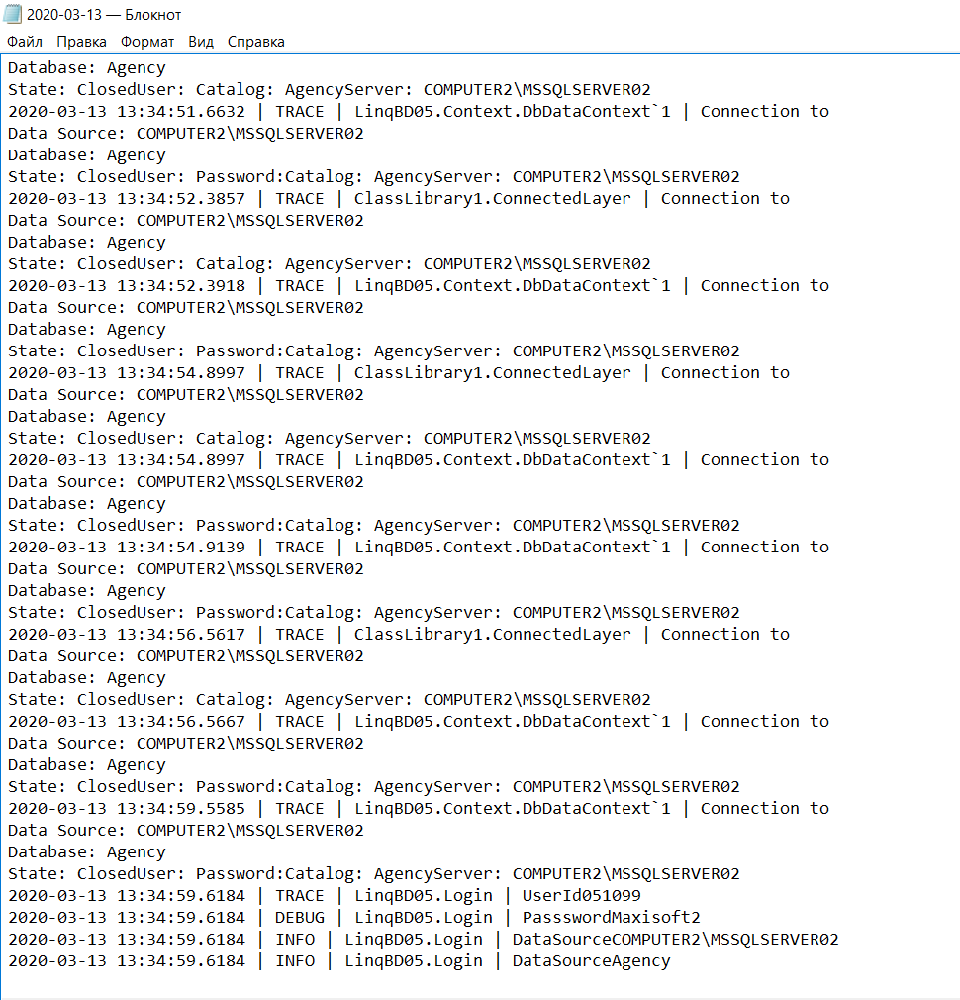 2020-03-13 — Блокнот
Файл Правка Формат Вид Справка
Database: Agency
State: ClosedUser: Catalog: AgencyServer: COMPUTER2\MSSQLSERVER02
2020-03-13 13:34:51.6632 | TRACE | LinqBD05.Context.DbDataContext`1 | Connection to
Data Source: COMPUTER2\MSSQLSERVER02
Database: Agency
State: ClosedUser: Password:Catalog: AgencyServer: COMPUTER2\MSSQLSERVER02
2020-03-13 13:34:52.3857 | TRACE | ClassLibrary1.ConnectedLayer | Connection to
Data Source: COMPUTER2\MSSQLSERVER02
Database: Agency
State: ClosedUser: Catalog: AgencyServer: COMPUTER2\MSSQLSERVER02
2020-03-13 13:34:52.3918 | TRACE | LinqBD05.Context.DbDataContext`1 | Connection to
Data Source: COMPUTER2\MSSQLSERVER02
Database: Agency
State: ClosedUser: Password:Catalog: AgencyServer: COMPUTER2\MSSQLSERVER02
2020-03-13 13:34:54.8997 | TRACE | ClassLibrary1.ConnectedLayer | Connection to
Data Source: COMPUTER2\MSSQLSERVER02
Database: Agency
State: ClosedUser: Catalog: AgencyServer: COMPUTER2\MSSQLSERVER02
2020-03-13 13:34:54.8997 | TRACE | LinqBD05.Context.DbDataContext`1 | Connection to
Data Source: COMPUTER2\MSSQLSERVER02
Database: Agency
State: ClosedUser: Password:Catalog: AgencyServer: COMPUTER2\MSSQLSERVER02
2020-03-13 13:34:54.9139 | TRACE | LinqBD05.Context.DbDataContext`1 | Connection to
Data Source: COMPUTER2\MSSQLSERVER02
Database: Agency
State: ClosedUser: Password:Catalog: AgencyServer: COMPUTER2\MSSQLSERVER02
2020-03-13 13:34:56.5617 | TRACE | ClassLibrary1.ConnectedLayer | Connection to
Data Source: COMPUTER2\MSSQLSERVER02
Database: Agency
State: ClosedUser: Catalog: AgencyServer: COMPUTER2\MSSQLSERVER02
2020-03-13 13:34:56.5667 | TRACE | LinqBD05.Context.DbDataContext`1 | Connection to
Data Source: COMPUTER2\MSSQLSERVER02
Database: Agency
State: ClosedUser: Password:Catalog: AgencyServer: COMPUTER2\MSSQLSERVER02
2020-03-13 13:34:59.5585 | TRACE | LinqBD05.Context.DbDataContext`1 | Connection to
Data Source: COMPUTER2\MSSQLSERVER02
Database: Agency
State: ClosedUser: Password:Catalog: AgencyServer: COMPUTER2\MSSQLSERVER02
2020-03-13 13:34:59.6184 | TRACE | LinqBD05.Login | UserId051099
2020-03-13 13:34:59.6184 | DEBUG | LinqBD05.Login | PassswordMaxisoft2
2020-03-13 13:34:59.6184 | INFO | LinqBD05.Login | DataSourceCOMPUTER2\MSSQLSERVER02
2020-03-13 13:34:59.6184 | INFO | LinqBD05.Login | DataSourceAgency